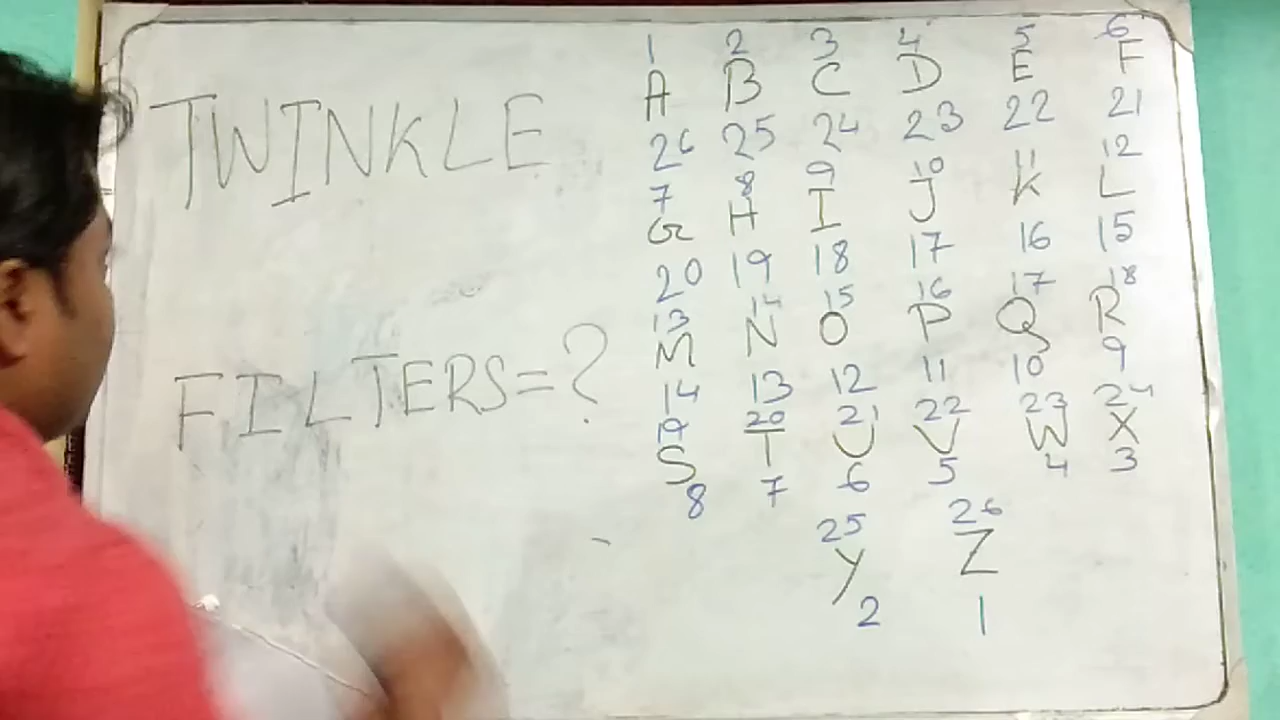 TWINKLE
FILTERS=?
1 2 3 4 5 6
A B C D E F
26 25 24 23 22 21
7 8 9 10 11 12
G H I J K L
20 19 18 17 16 15
13 14 15 16 17 18
M N O P Q R
14 13 12 11 10 9
19 20 21 22 23 24
S T U V W X
8 7 6 5 4 3
25 26
Y Z
2 1